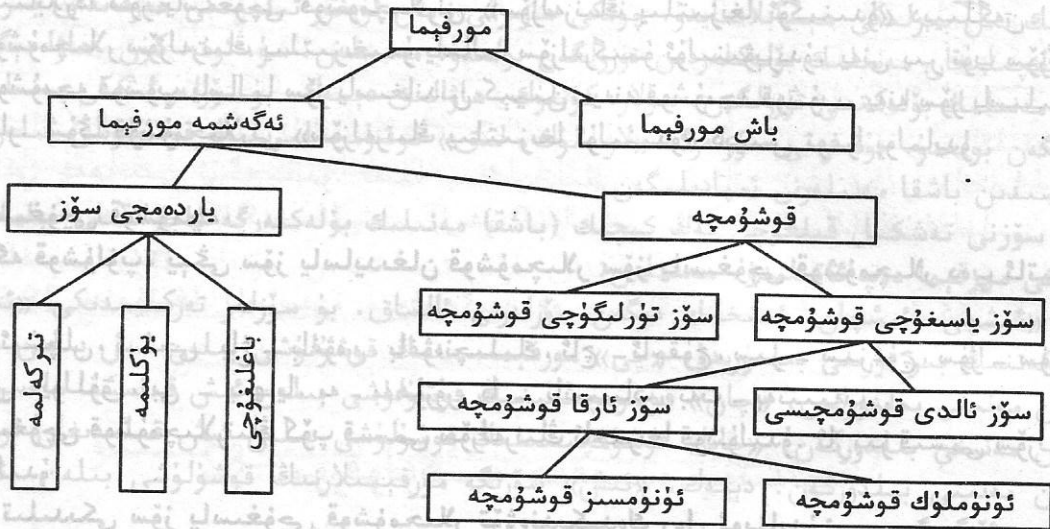 مورفېما
باش مورفېما
ئەگەشمە مورفېما
قوشۇمچە
ياردەمچى سۆز
سۆز ياسىغۇچى قوشۇمچە
سۆز تۈرلىگۈچى قوشۇمچە
باغلىغۇچى
يۈكلىمە
تىركەلمە
سۆز ئالدى قوشۇمچىسى
سۆز ئارقا قوشۇمچە
ئۈنۈملۈك قوشۇمچە
ئۈنۈمسىز قوشۇمچە